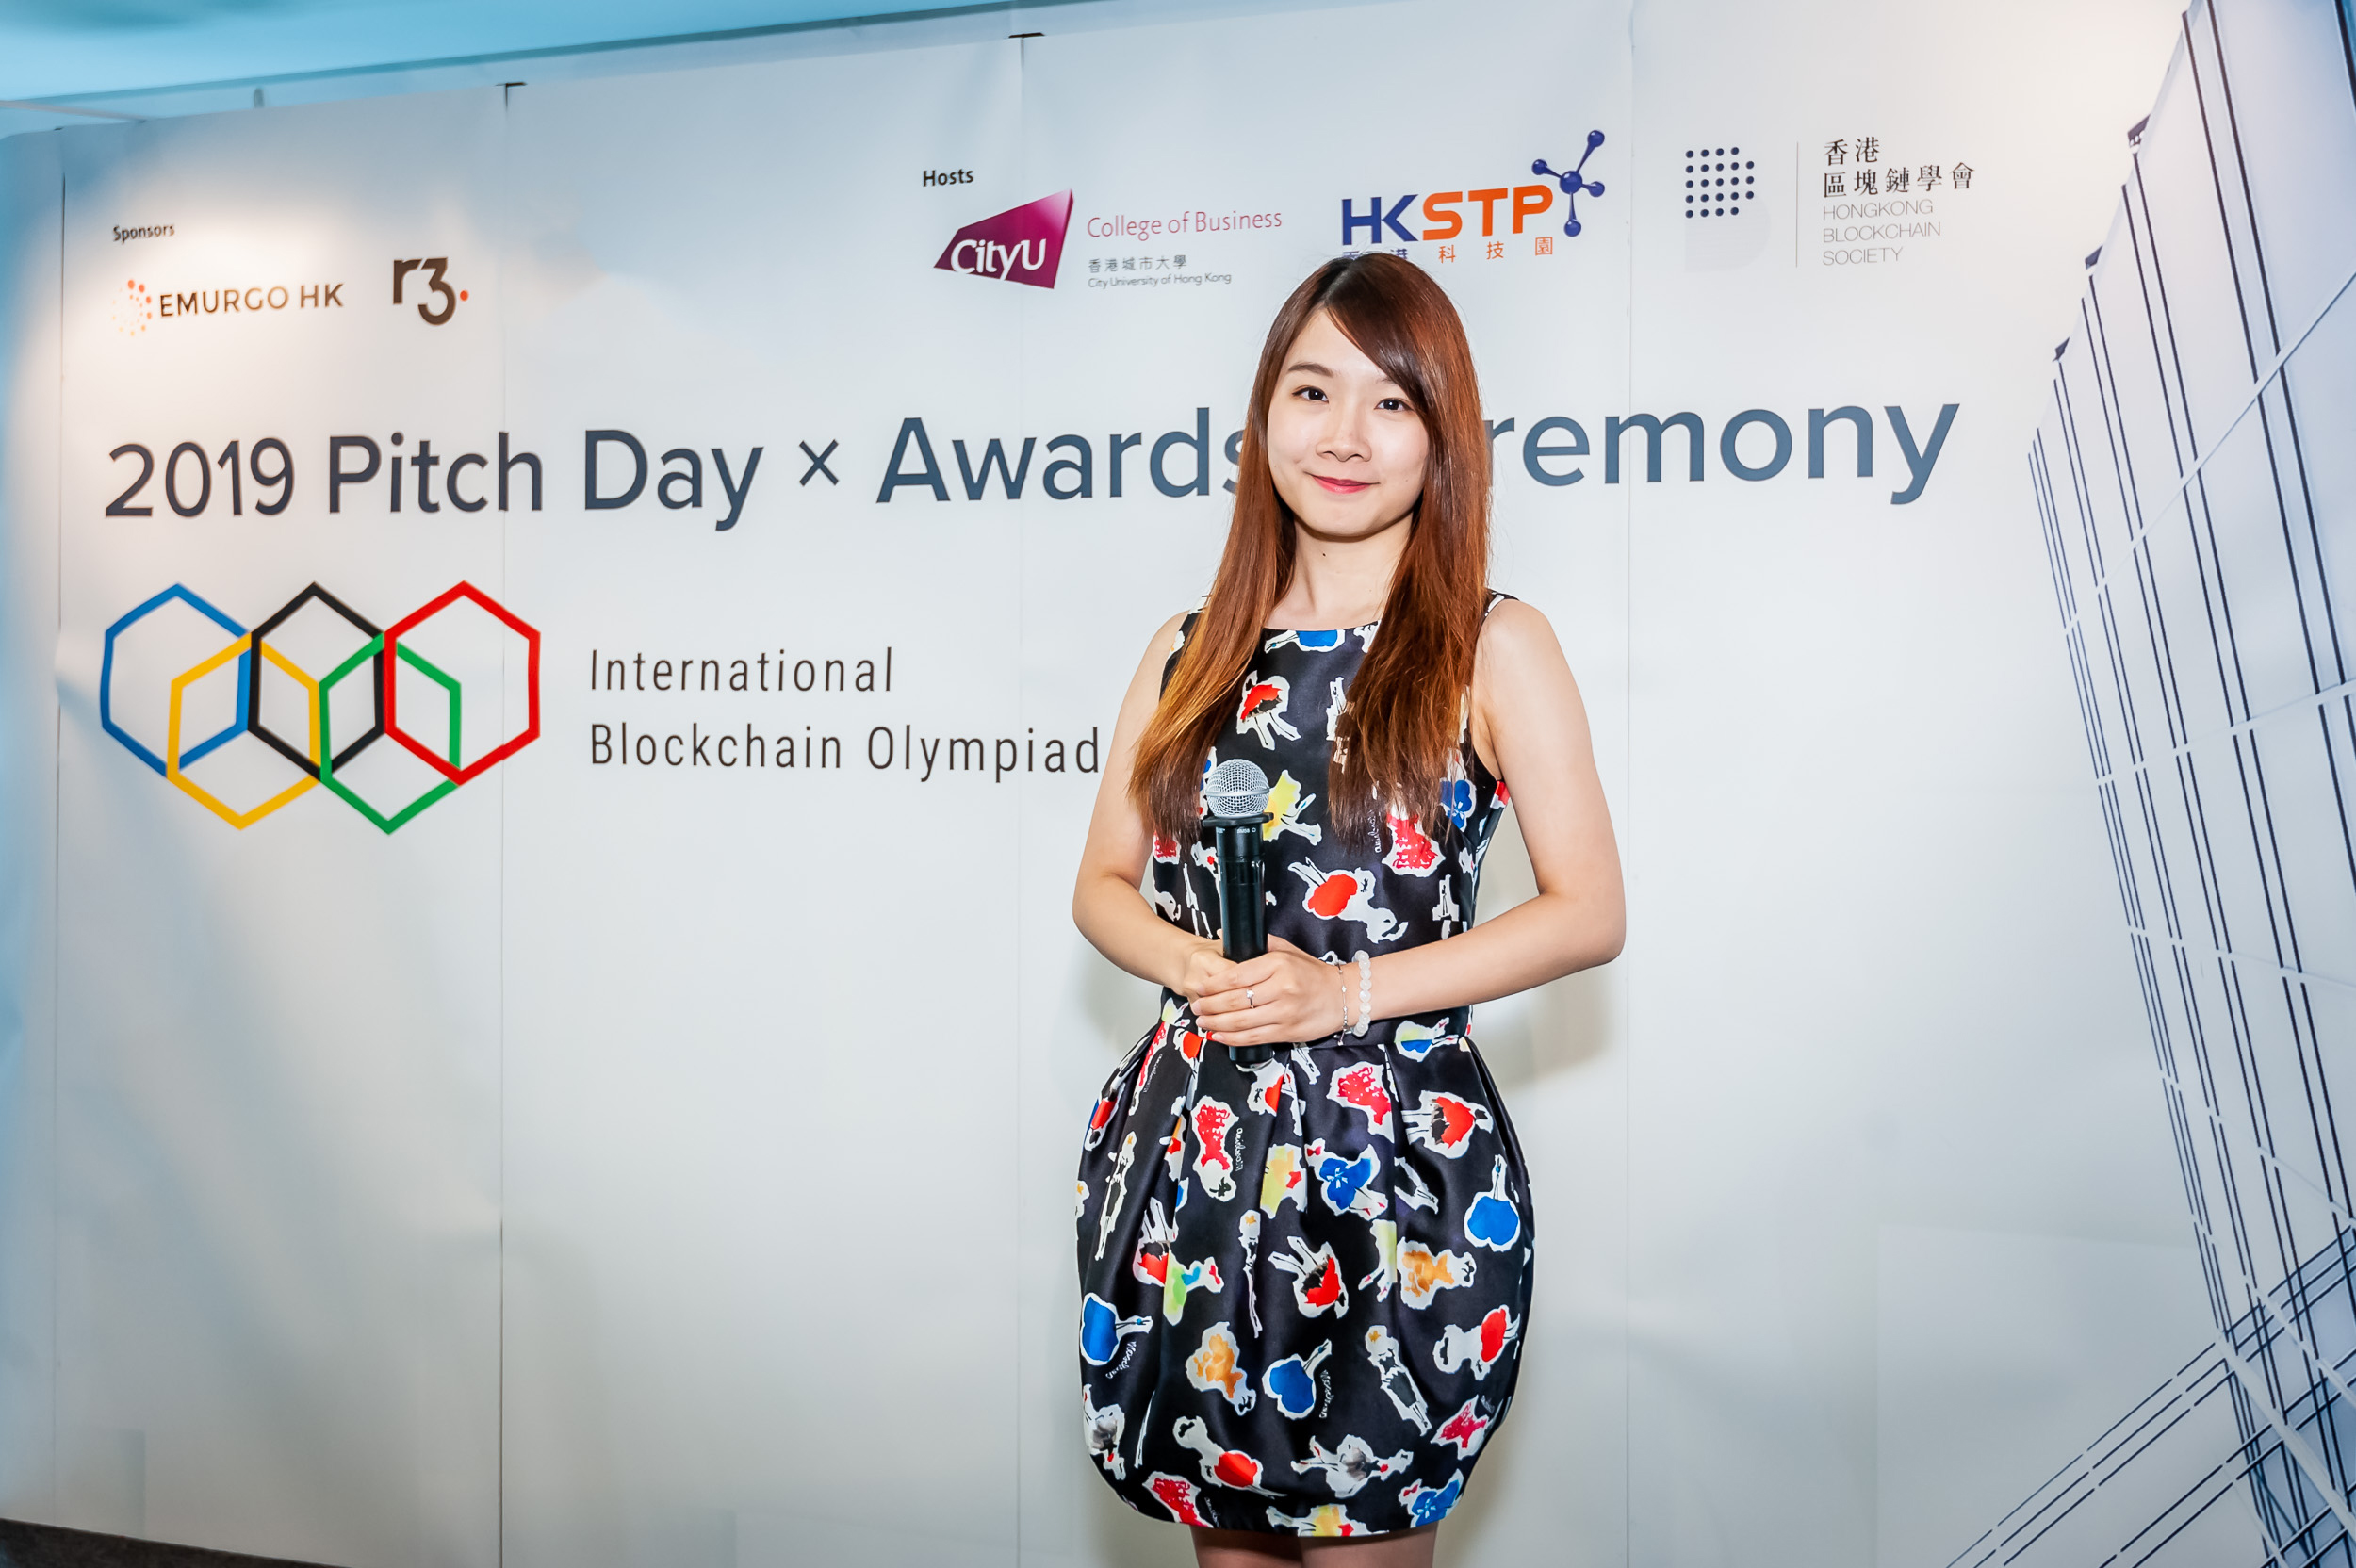 Sponsors
EMURGO HK
r3.
Hosts
CityU
College of Business
香港城市大學
City University of Hong Kong
HKSTP
科技園
香港
區塊鏈學會
HONGKONG
BLOCKCHAIN
SOCIETY
2019 Pitch Day × Awards remony
International
Blockchain Olympiad